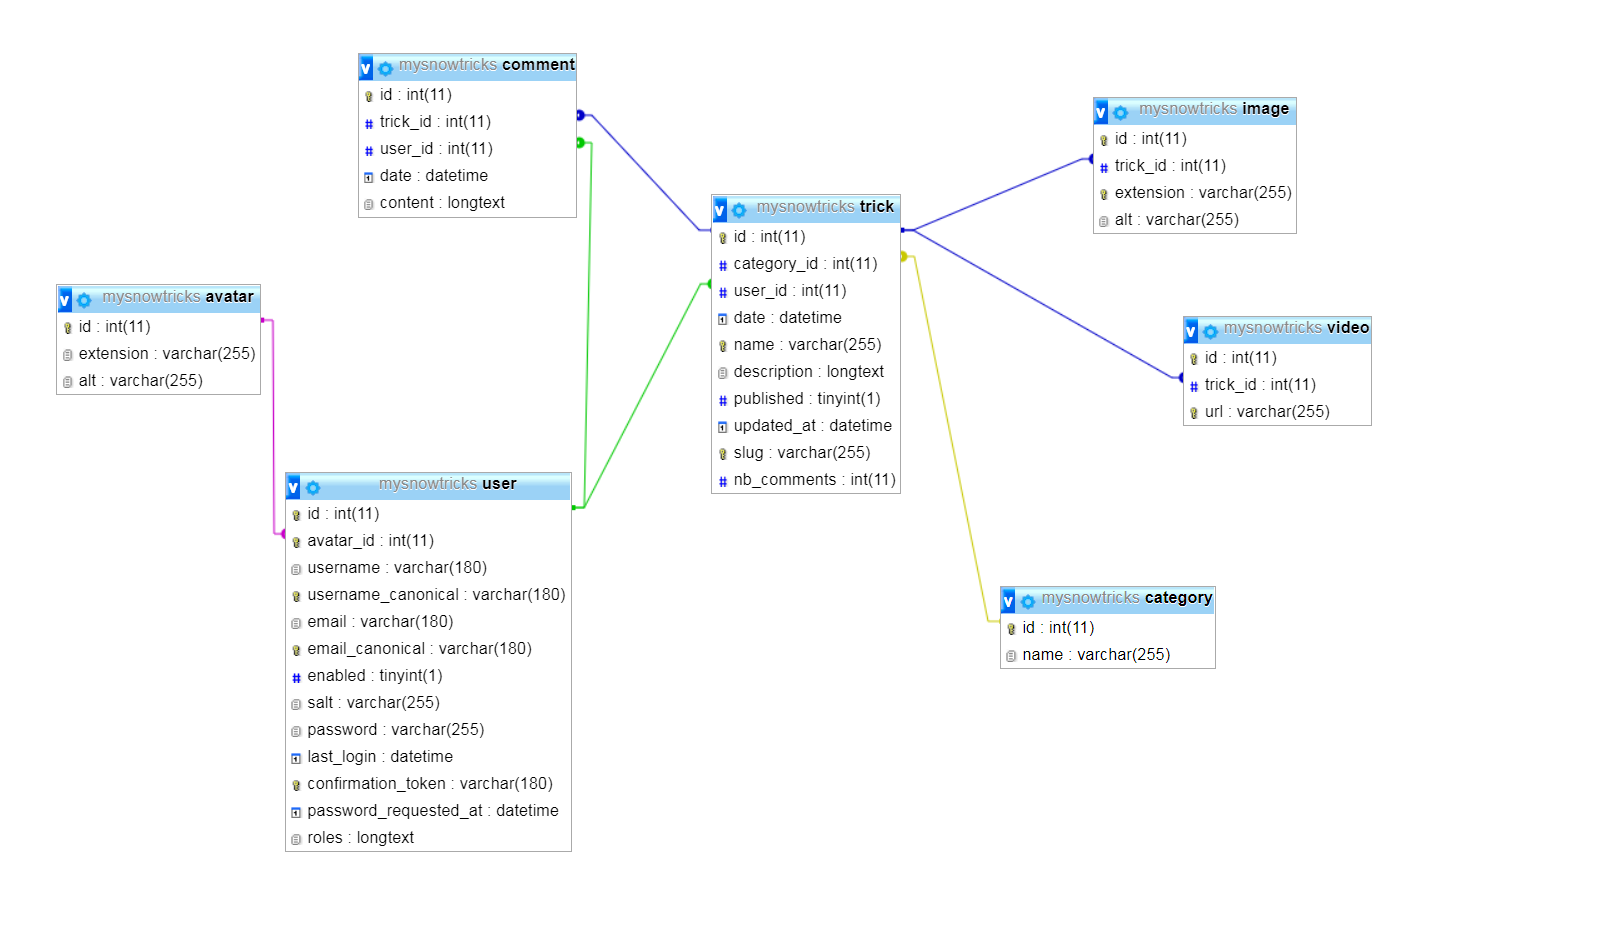 mysnowtricks comment
id : int(11)
trick_id : int(11)
user_id : int(11)
date : datetime
content : longtext
mysnowtricks avatar
id : int(11)
extension : varchar(255)
alt : varchar(255)
mysnowtricks user
id : int(11)
avatar_id : int(11)
username : varchar(180)
username_canonical : varchar(180)
email : varchar(180)
email_canonical : varchar(180)
enabled : tinyint(1)
salt : varchar(255)
password : varchar(255)
last_login : datetime
confirmation_token : varchar(180)
password_requested_at : datetime
roles : longtext
mysnowtricks trick
id : int(11)
category_id : int(11)
user_id : int(11)
date : datetime
name : varchar(255)
description : longtext
published : tinyint(1)
updated_at : datetime
slug : varchar(255)
nb_comments : int(11)
mysnowtricks image
id : int(11)
trick_id : int(11)
extension : varchar(255)
alt : varchar(255)
mysnowtricks video
id : int(11)
trick_id : int(11)
url : varchar(255)
mysnowtricks category
id : int(11)
name : varchar(255)